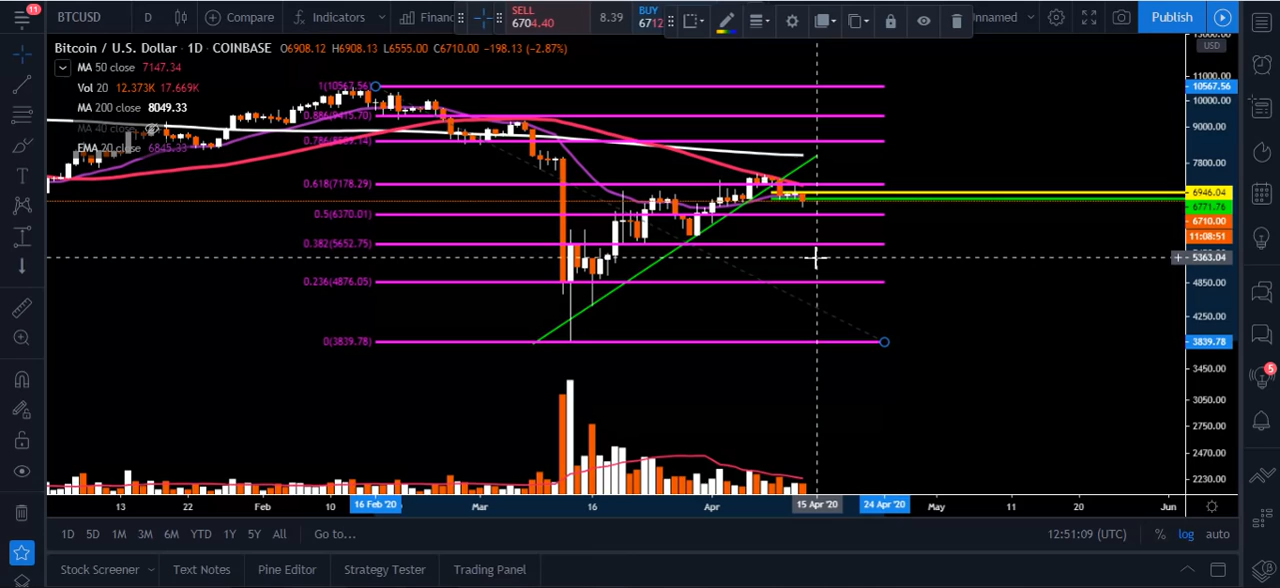 11
BTCUSD D Compare Indicators Financ SELL 6704.40 8.39 BUY 6712 nnamed Publish
Bitcoin / U.S. Dollar · 1D · COINBASE O6908.12 H6908.13 L6555.00 C6710.00 −198.13 (−2.87%)
USD
MA 50 close 7147.34
Vol 20 12.373K 17.669K
MA 200 close 8049.33
MA 40 close
EMA 20 close 6845.33
1(10567.56)
0.886(9415.70)
0.618(7178.29)
0.5(6370.01)
0.382(5652.75)
0.236(4876.05)
0(3839.78)
11000.00
10567.56
10000.00
9000.00
7800.00
6946.04
6771.76
6710.00
11:08:51
+ 5363.04
4850.00
4250.00
3839.78
3450.00
3050.00
2750.00
2470.00
2230.00
5
13 22 Feb 10 16 Feb '20 Mar 16 Apr 15 Apr '20 24 Apr '20 May 11 20 Jun
1D 5D 1M 3M 6M YTD 1Y 5Y All Go to... 12:51:09 (UTC) % log auto
Stock Screener Text Notes Pine Editor Strategy Tester Trading Panel